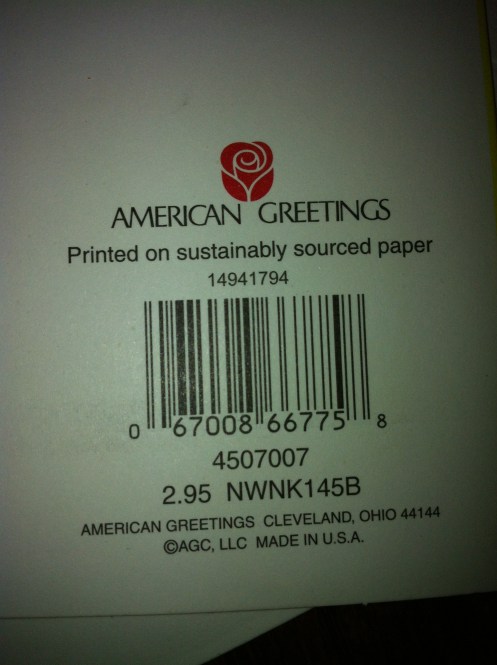 AMERICAN GREETINGS
Printed on sustainably sourced paper
14941794
0 67008 66775 8
4507007
2.95 NWNK145B
AMERICAN GREETINGS CLEVELAND, OHIO 44144
©AGC, LLC MADE IN U.S.A.